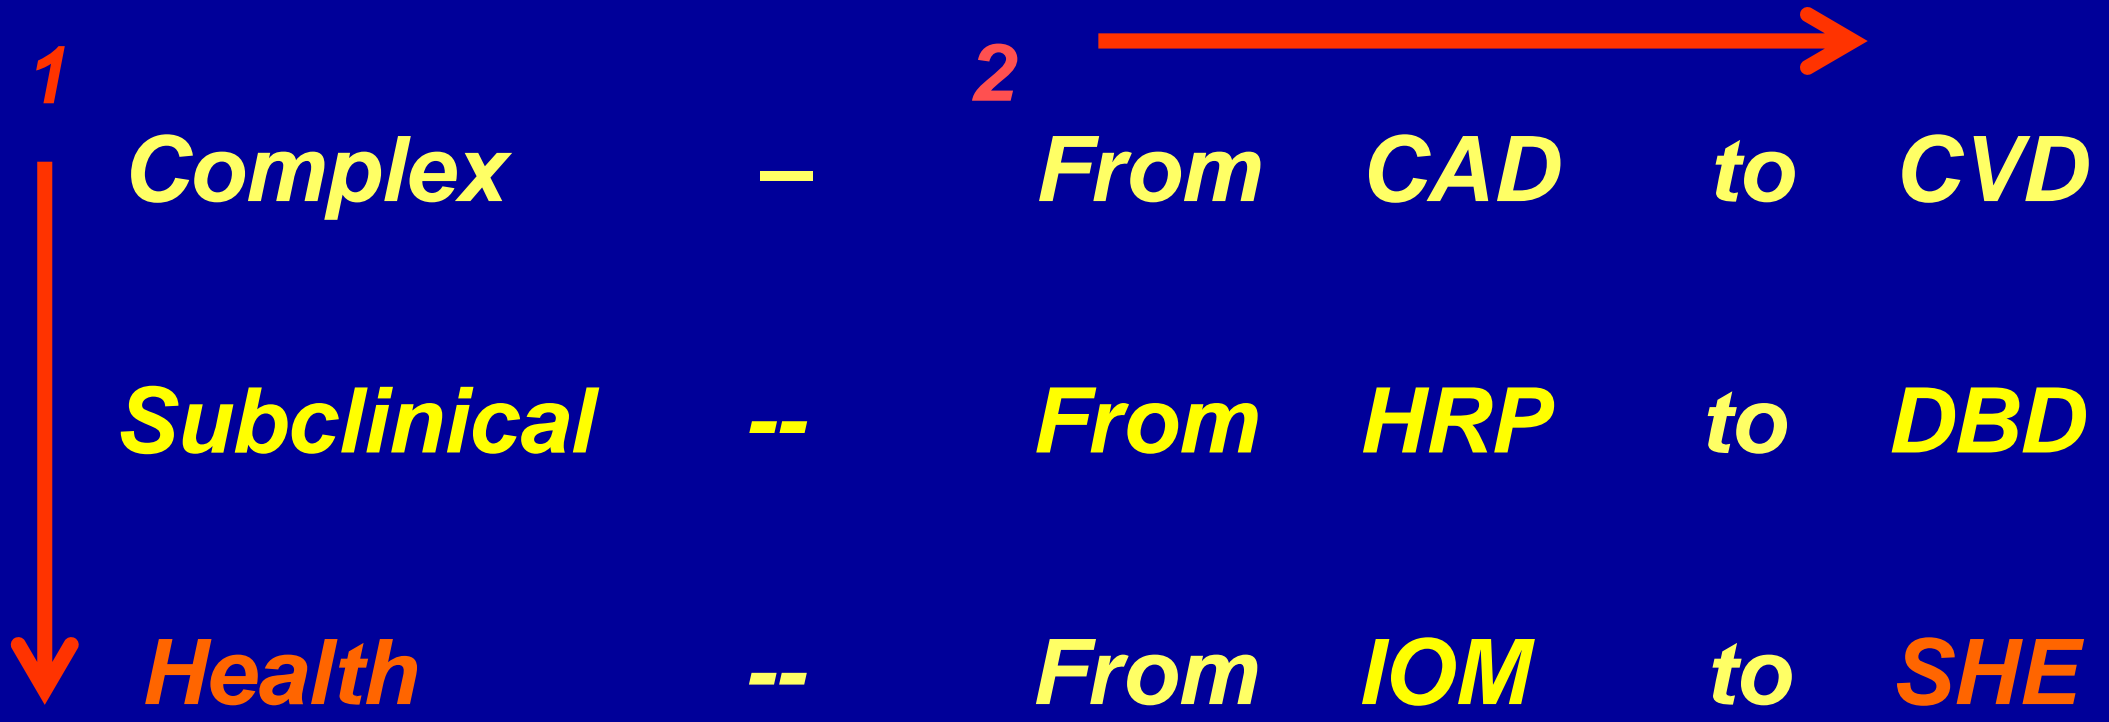 1 2
Complex – From CAD to CVD
Subclinical -- From HRP to DBD
Health -- From IOM to SHE